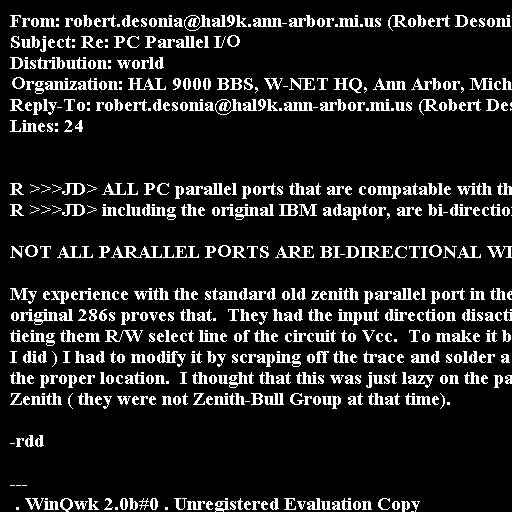 From: robert.desonia@hal9k.ann-arbor.mi.us (Robert Desoni
Subject: Re: PC Parallel I/O
Distribution: world
Organization: HAL 9000 BBS, W-NET HQ, Ann Arbor, Mich
Reply-To: robert.desonia@hal9k.ann-arbor.mi.us (Robert Des
Lines: 24
R >>>JD> ALL PC parallel ports that are compatable with th
R >>>JD> including the original IBM adaptor, are bi-directio
NOT ALL PARALLEL PORTS ARE BI-DIRECTIONAL WI
My experience with the standard old zenith parallel port in the
original 286s proves that.  They had the input direction disacti
tieing them R/W select line of the circuit to Vcc.  To make it b
I did ) I had to modify it by scraping off the trace and solder a
the proper location.  I thought that this was just lazy on the pa
Zenith ( they were not Zenith-Bull Group at that time).
-rdd
---
. WinQwk 2.0b#0 . Unregistered Evaluation Copy